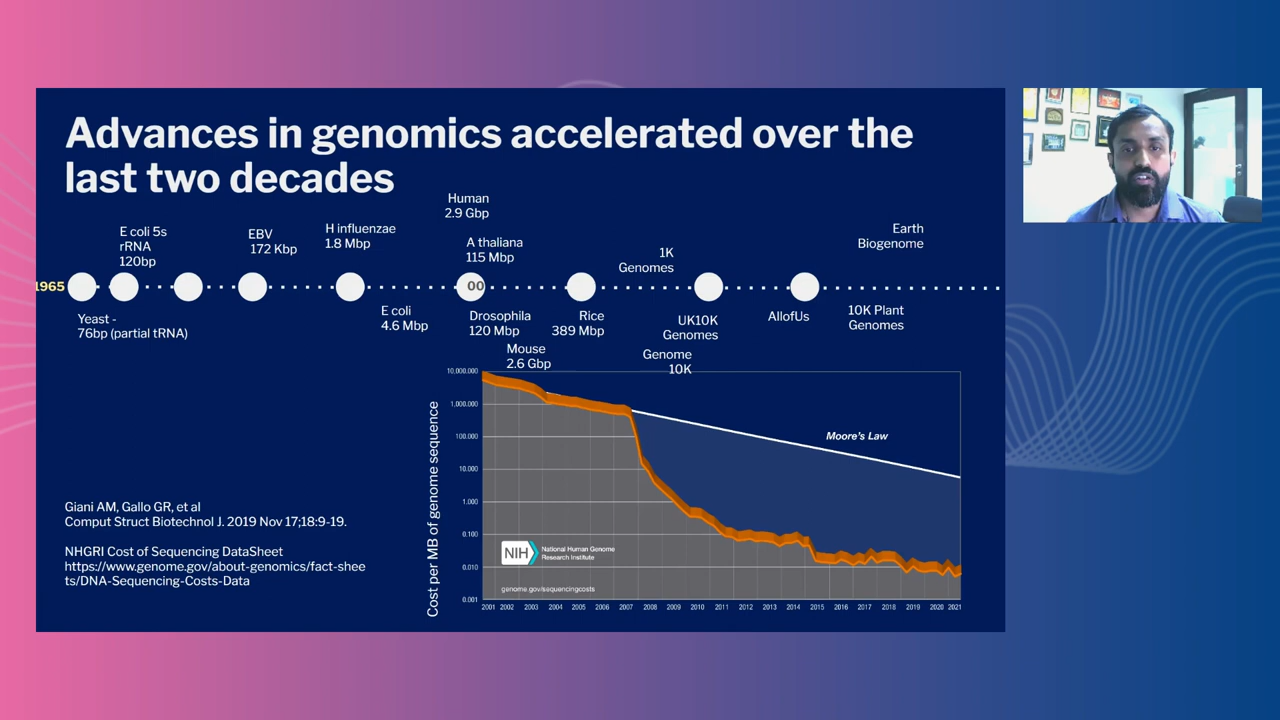 Advances in genomics accelerated over the
last two decades
Human
2.9 Gbp
E coli 5s
rRNA
120bp
EBV
172 Kbp
H influenzae
1.8 Mbp
A thaliana
115 Mbp
1K
Genomes
Earth
Biogenome
1965
00
Yeast -
76bp (partial tRNA)
E coli
4.6 Mbp
Drosophila
120 Mbp
Rice
389 Mbp
UK10K
Genomes
AllofUs
10K Plant
Genomes
Mouse
2.6 Gbp
Genome
10K
Cost per MB of genome sequence
10,000.000
1,000.000
100.000
10.000
1.000
0.100
0.010
0.001
Moore's Law
NIH
National Human Genome
Research Institute
genome.gov/sequencingcosts
2001 2002 2003 2004 2005 2006 2007 2008 2009 2010 2011 2012 2013 2014 2015 2016 2017 2018 2019 2020 2021
Giani AM, Gallo GR, et al
Comput Struct Biotechnol J. 2019 Nov 17;18:9-19.
NHGRI Cost of Sequencing DataSheet
https://www.genome.gov/about-genomics/fact-shee
ts/DNA-Sequencing-Costs-Data